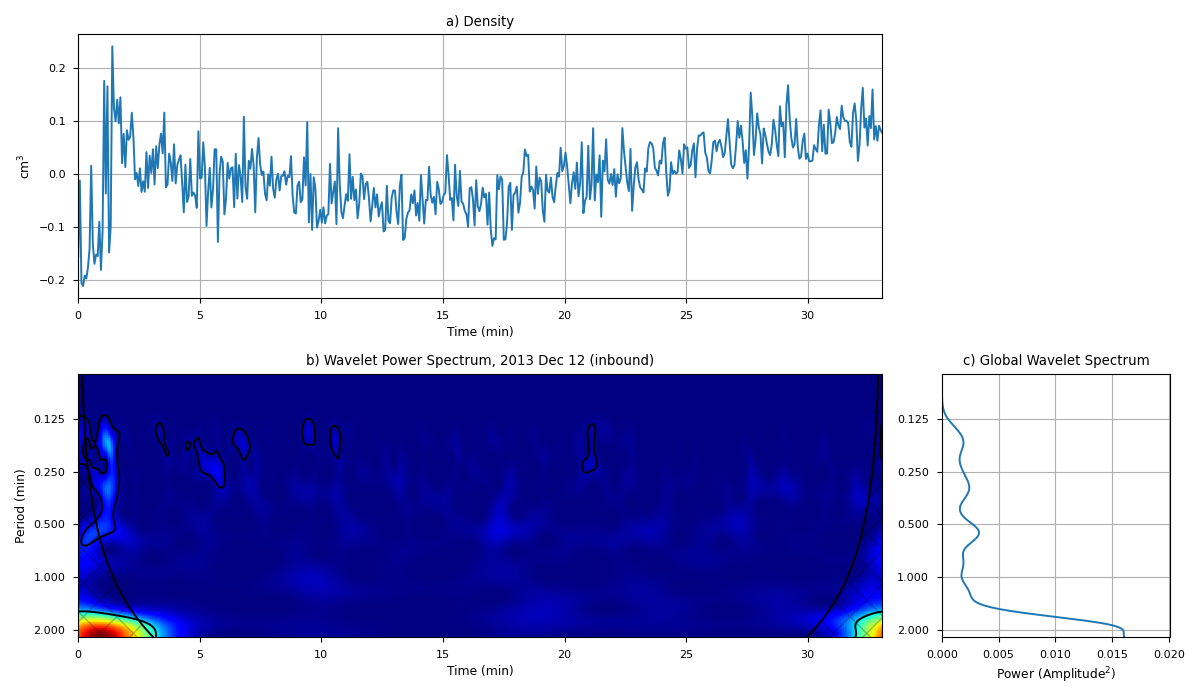 a) Density
0.2
0.1
0.0
−0.1
−0.2
cm³
0 5 10 15 20 25 30
Time (min)
b) Wavelet Power Spectrum, 2013 Dec 12 (inbound)
0.125
0.250
0.500
1.000
2.000
Period (min)
0 5 10 15 20 25 30
Time (min)
c) Global Wavelet Spectrum
0.125
0.250
0.500
1.000
2.000
0.000 0.005 0.010 0.015 0.020
Power (Amplitude²)